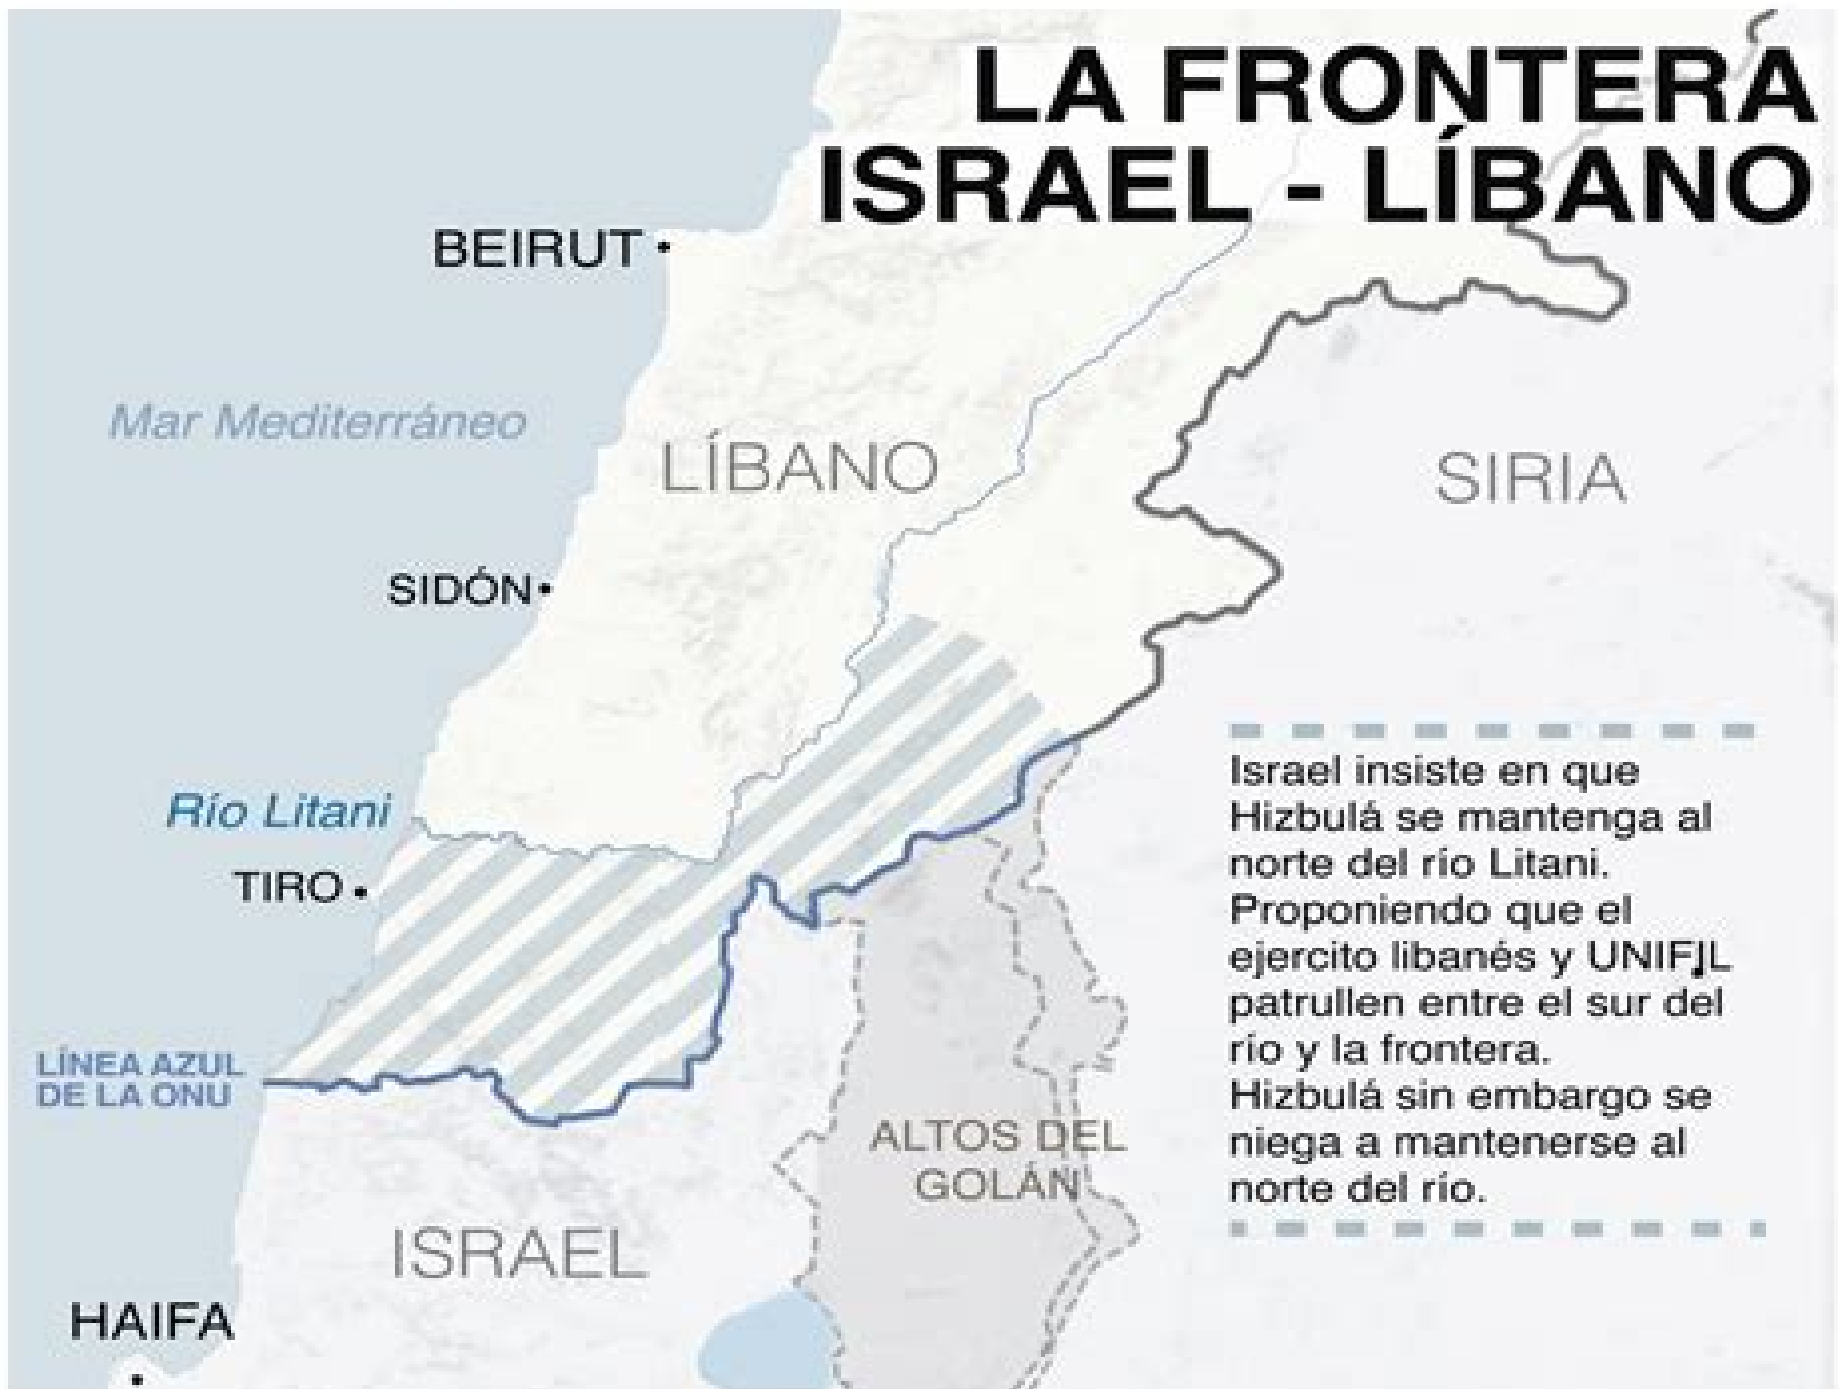 LA FRONTERA
ISRAEL - LÍBANO
BEIRUT
Mar Mediterráneo
LÍBANO
SIRIA
SIDÓN
Río Litani
TIRO
Israel insiste en que
Hizbulá se mantenga al
norte del río Litani.
Proponiendo que el
ejercito libanés y UNIFIL
patrullen entre el sur del
rio y la frontera.
Hizbulá sin embargo se
niega a mantenerse al
norte del río.
LÍNEA AZUL
DE LA ONU
ALTOS DEL
GOLÁN
ISRAEL
HAIFA